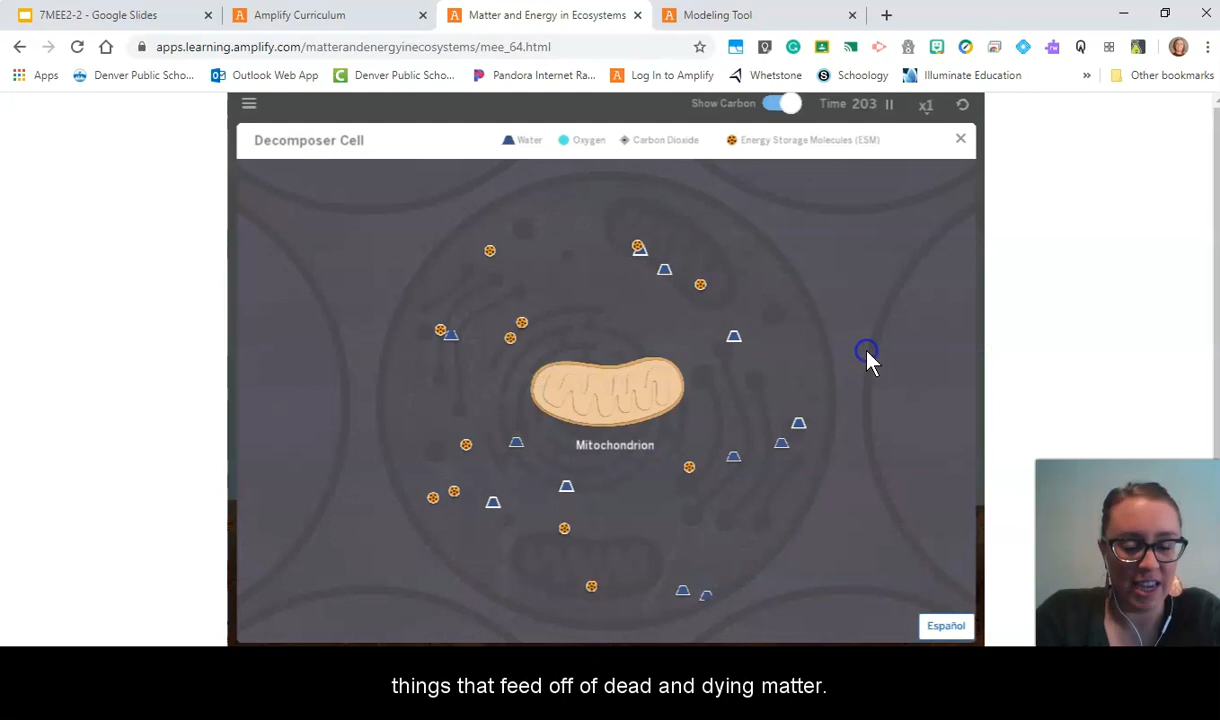 7MEE2-2 - Google Slides
Amplify Curriculum
Matter and Energy in Ecosystems
Modeling Tool
apps.learning.amplify.com/matterandenergyinecosystems/mee_64.html
Apps
Denver Public Scho...
Outlook Web App
Denver Public Scho...
Pandora Internet Ra...
Log In to Amplify
Whetstone
Schoology
Illuminate Education
»
Other bookmarks
Show Carbon
Time 203
x1
Decomposer Cell
Water
Oxygen
Carbon Dioxide
Energy Storage Molecules (ESM)
Mitochondrion
Español
things that feed off of dead and dying matter.